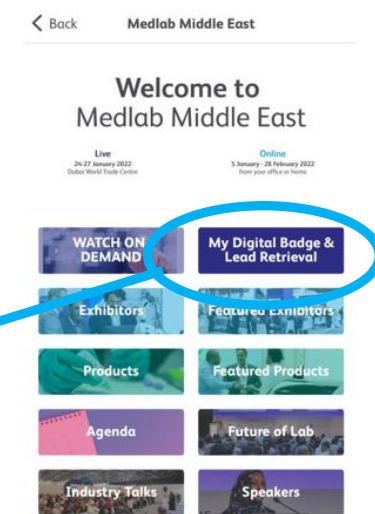 Back Medlab Middle East
Welcome to
Medlab Middle East
Live
24-27 January 2022
Dubai World Trade Centre
Online
5 January - 28 February 2022
from your office or home
WATCH ON
DEMAND
My Digital Badge &
Lead Retrieval
Exhibitors
Featured Exhibitors
Products
Featured Products
Agenda
Future of Lab
Industry Talks
Speakers